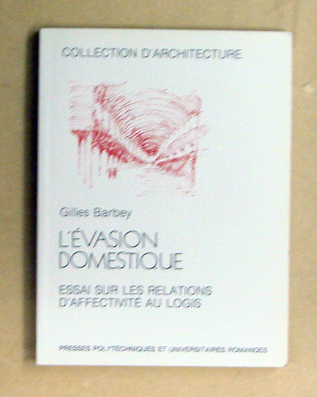 COLLECTION D'ARCHITECTURE
Gilles Barbey
L'ÉVASION
DOMESTIQUE
ESSAI SUR LES RELATIONS
D'AFFECTIVITÉ AU LOGIS
PRESSES POLYTECHNIQUES ET UNIVERSITAIRES ROMANDES